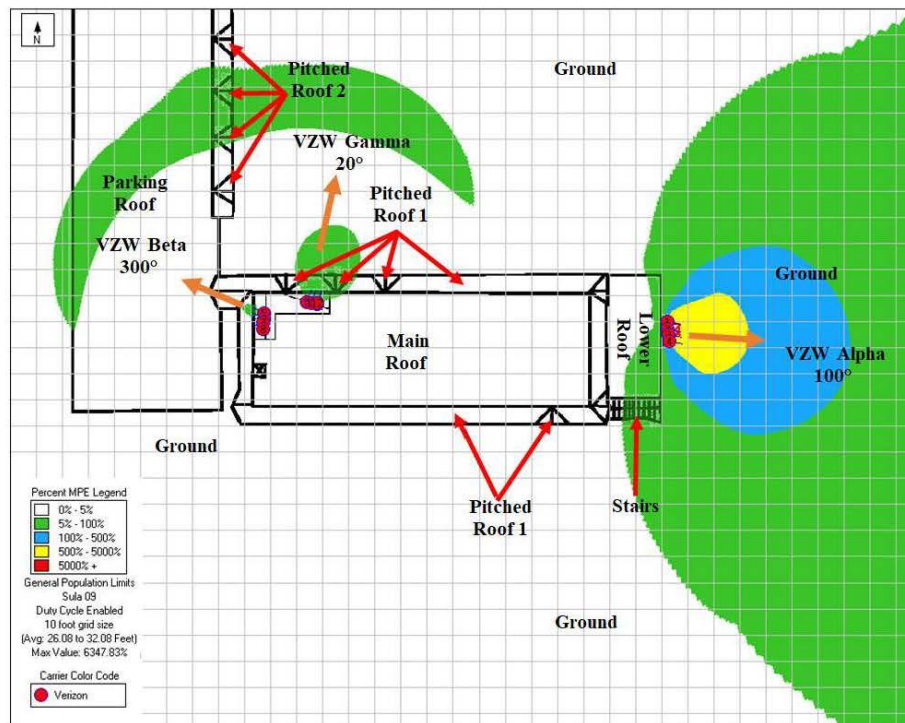 N
Pitched
Roof 2
Ground
VZW Gamma
20°
Parking
Roof
Pitched
Roof 1
VZW Beta
300°
Ground
Main
Roof
Lower
Roof
VZW Alpha
100°
Ground
Pitched
Roof 1
Stairs
Percent MPE Legend
0% - 5%
5% - 100%
100% - 500%
500% - 5000%
5000% +
General Population Limits
Sula 09
Duty Cycle Enabled
10 foot grid size
(Avg: 26.08 to 32.08 Feet)
Max Value: 6347.83%
Carrier Color Code
Verizon
Ground